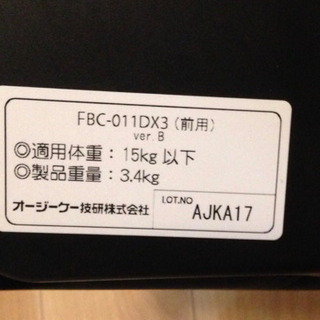 FBC-011DX3(前用)
ver. B
◎適用体重：15kg 以下
◎製品重量：3.4kg
オージーケー技研株式会社
LOT.NO
AJKA17